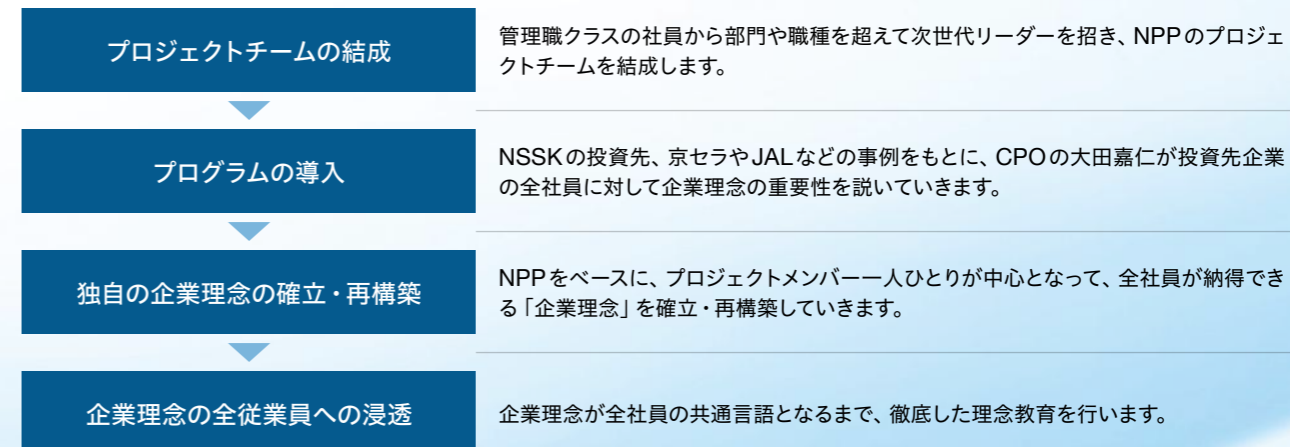 プロジェクトチームの結成
管理職クラスの社員から部門や職種を超えて次世代リーダーを招き、NPPのプロジェ
クトチームを結成します。
プログラムの導入
NSSKの投資先、京セラやJALなどの事例をもとに、CPOの大田嘉仁が投資先企業
の全社員に対して企業理念の重要性を説いていきます。
独自の企業理念の確立・再構築
NPPをベースに、プロジェクトメンバー一人ひとりが中心となって、全社員が納得でき
る「企業理念」を確立・再構築していきます。
企業理念の全従業員への浸透
企業理念が全社員の共通言語となるまで、徹底した理念教育を行います。